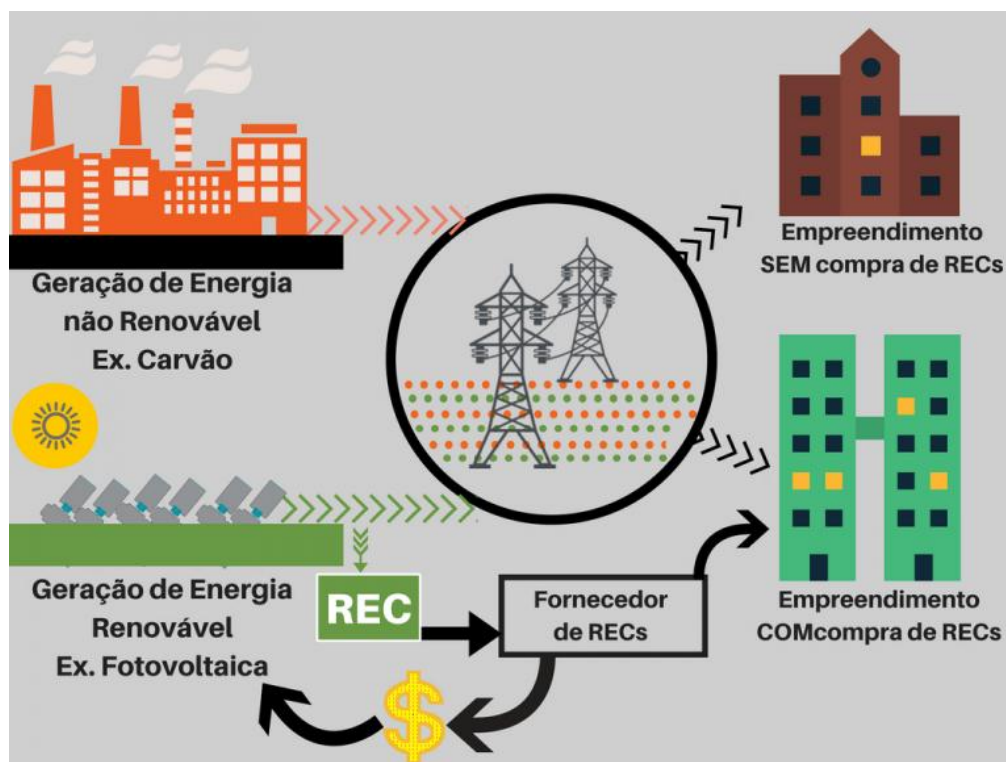 Geração de Energia
não Renovável
Ex. Carvão
Empreendimento
SEM compra de RECs
Geração de Energia
Renovável
Ex. Fotovoltaica
REC
Fornecedor
de RECs
$
Empreendimento
COMcompra de RECs